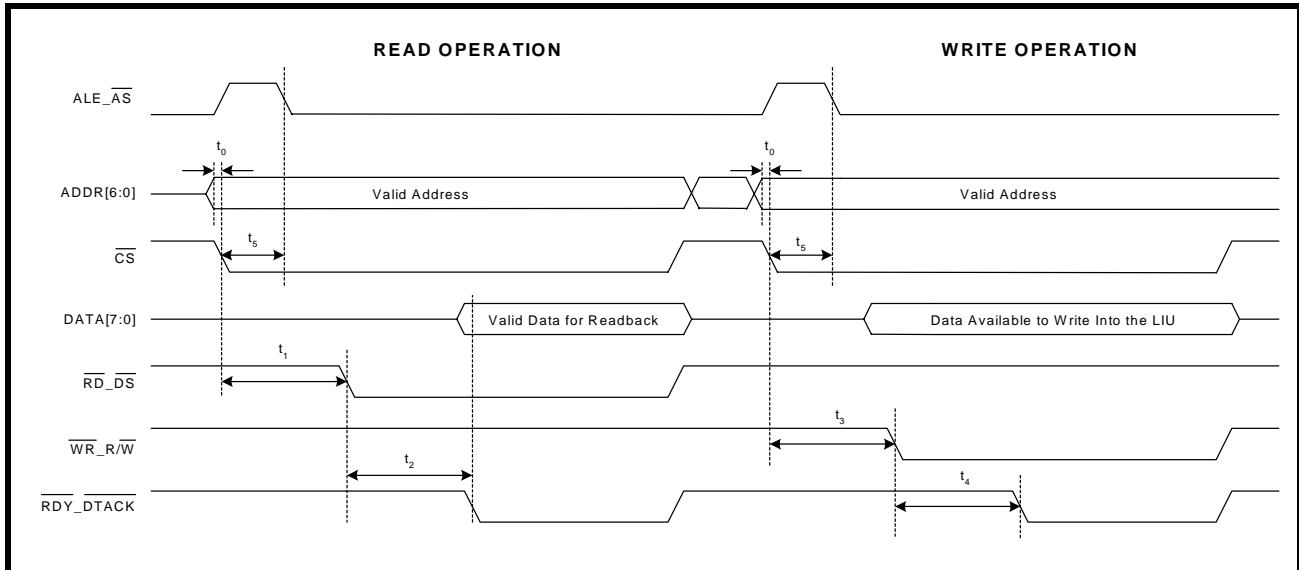 READ OPERATION
WRITE OPERATION
ALE_AS
t0
t0
ADDR[6:0]
Valid Address
Valid Address
CS
t5
t5
DATA[7:0]
Valid Data for Readback
Data Available to Write Into the LIU
t1
RD_DS
t3
WR_R/W
t2
t4
RDY_DTACK